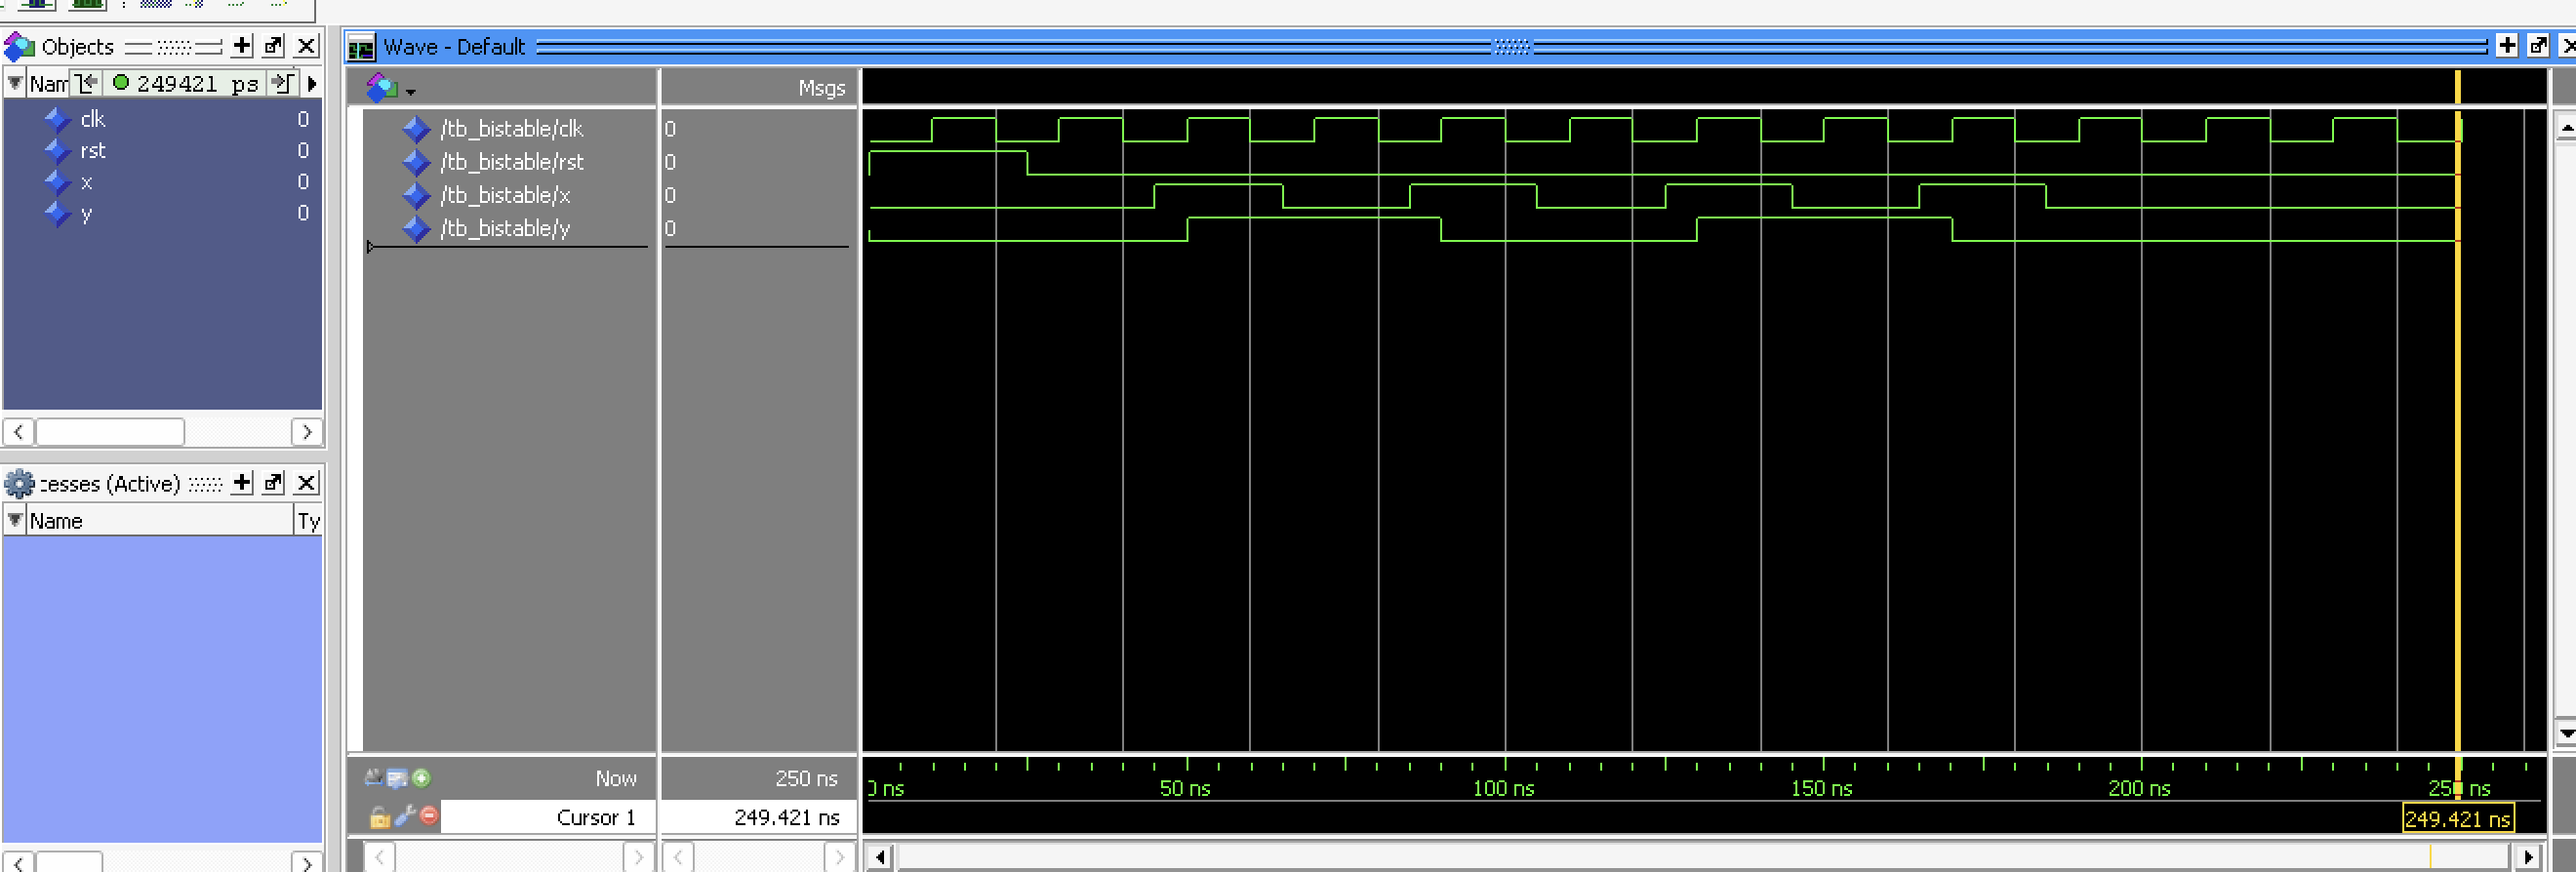 Objects
Wave - Default
Nam
249421 ps
Msgs
clk 0
rst 0
x 0
y 0
/tb_bistable/clk 0
/tb_bistable/rst 0
/tb_bistable/x 0
/tb_bistable/y 0
cesses (Active)
Name Ty
Now 250 ns
0 ns 50 ns 100 ns 150 ns 200 ns 250 ns
Cursor 1 249.421 ns
249.421 ns